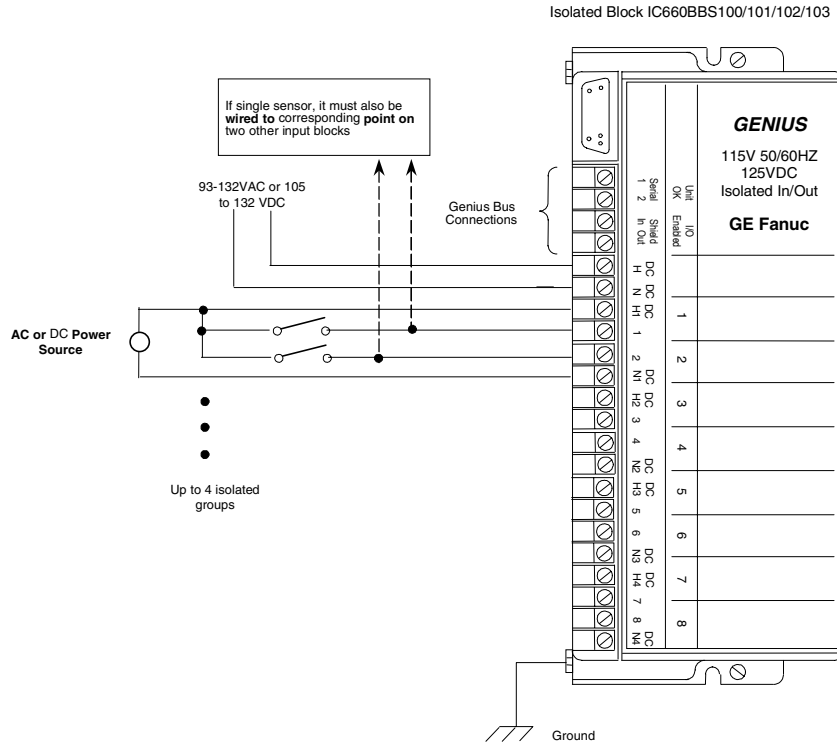 Isolated Block IC660BBS100/101/102/103
If single sensor, it must also be
wired to corresponding point on
two other input blocks
93-132VAC or 105
to 132 VDC
Genius Bus
Connections
AC or DC Power
Source
Up to 4 isolated
groups
Ground
Serial
1 2
Shield
In Out
DC
H
DC
N
DC
H1
1
2
DC
N1
DC
H2
3
4
DC
N2
DC
H3
5
6
DC
N3
DC
H4
7
8
DC
N4
Unit
OK
I/O
Enabled
1
2
3
4
5
6
7
8
GENIUS
115V 50/60HZ
125VDC
Isolated In/Out
GE Fanuc